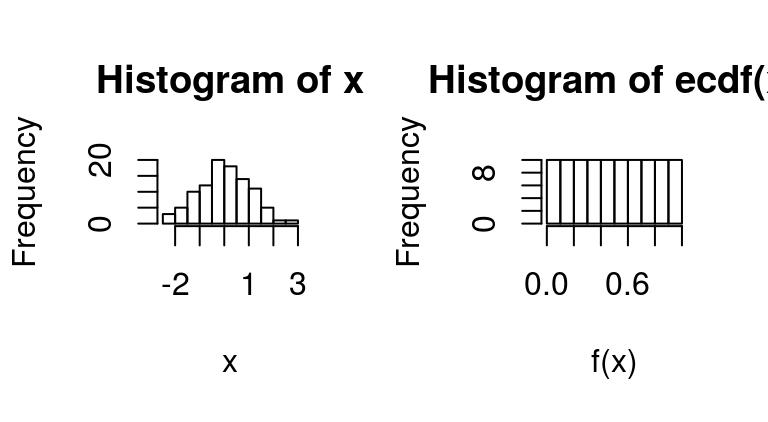 Histogram of x
Frequency
20
0
-2 1 3
x
Histogram of ecdf(
Frequency
8
0
0.0 0.6
f(x)